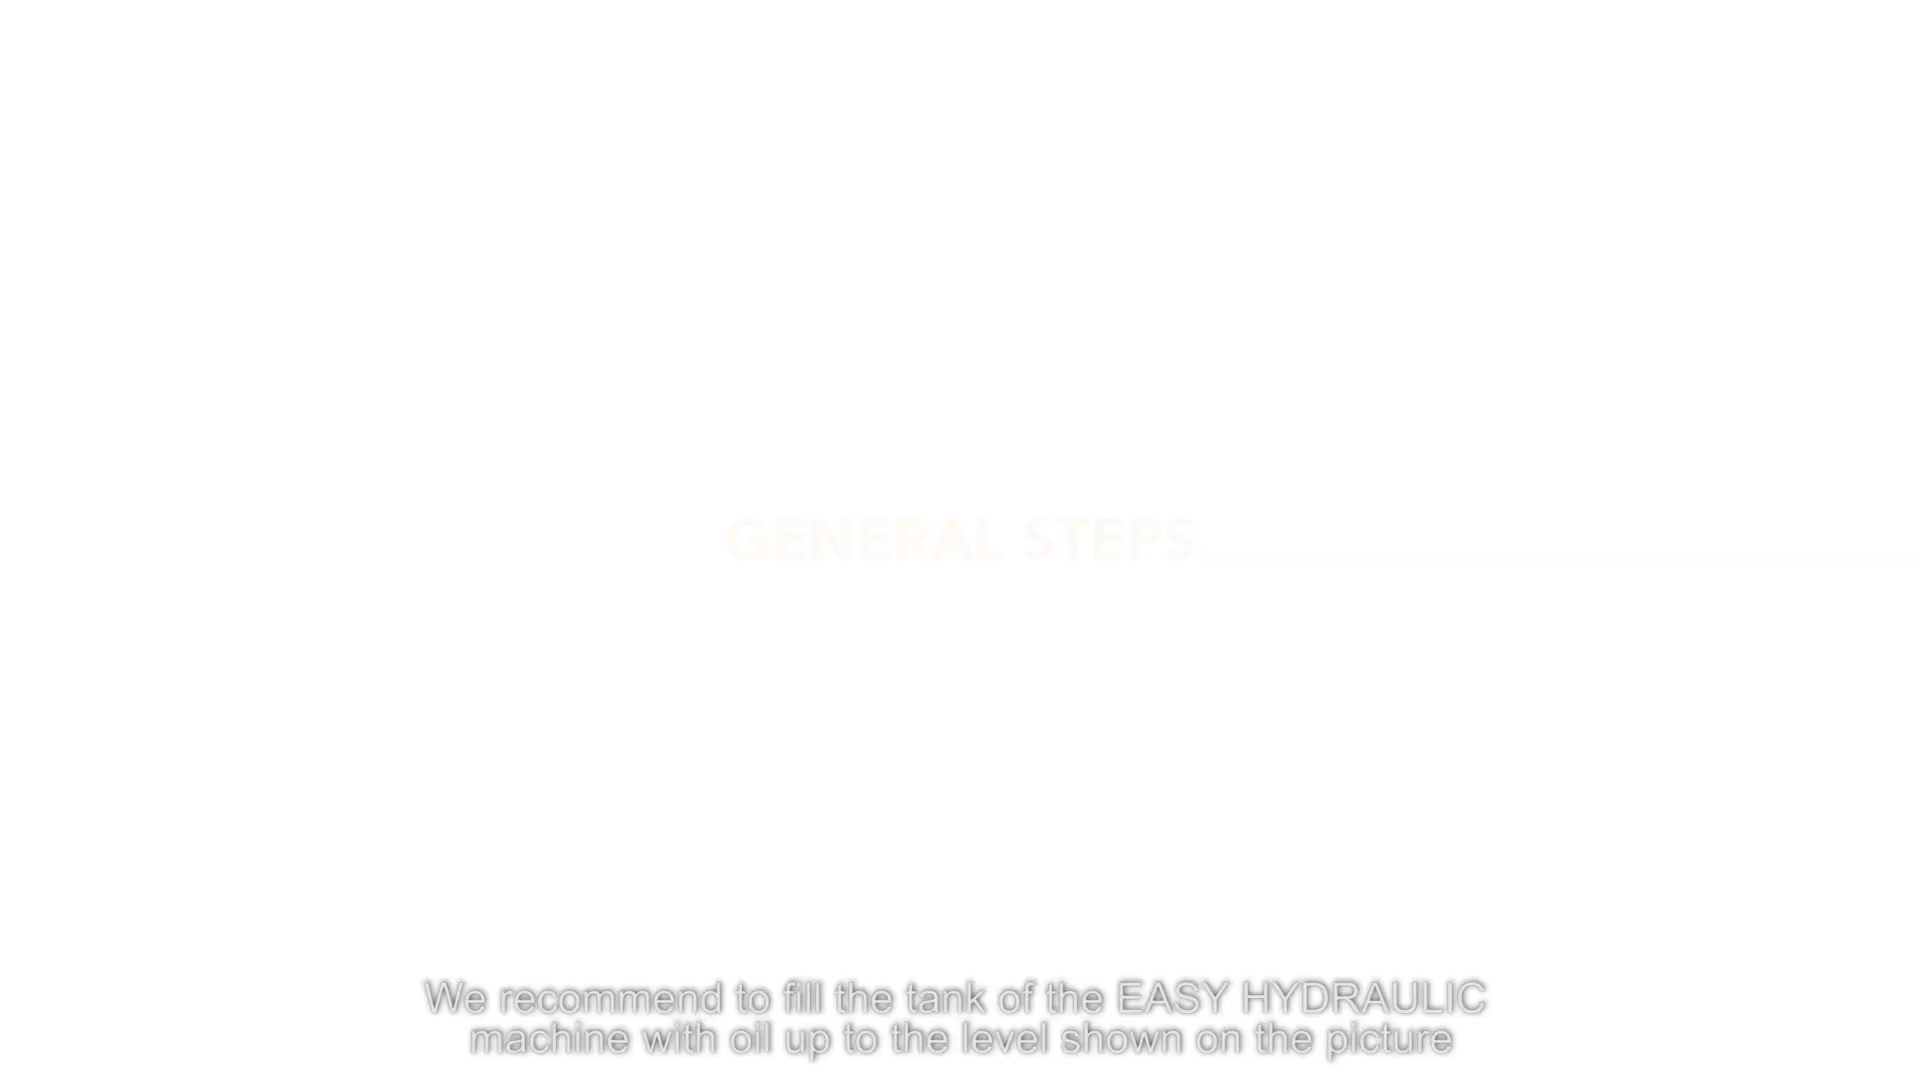 GENERAL STEPS
We recommend to fill the tank of the EASY HYDRAULIC
machine with oil up to the level shown on the picture